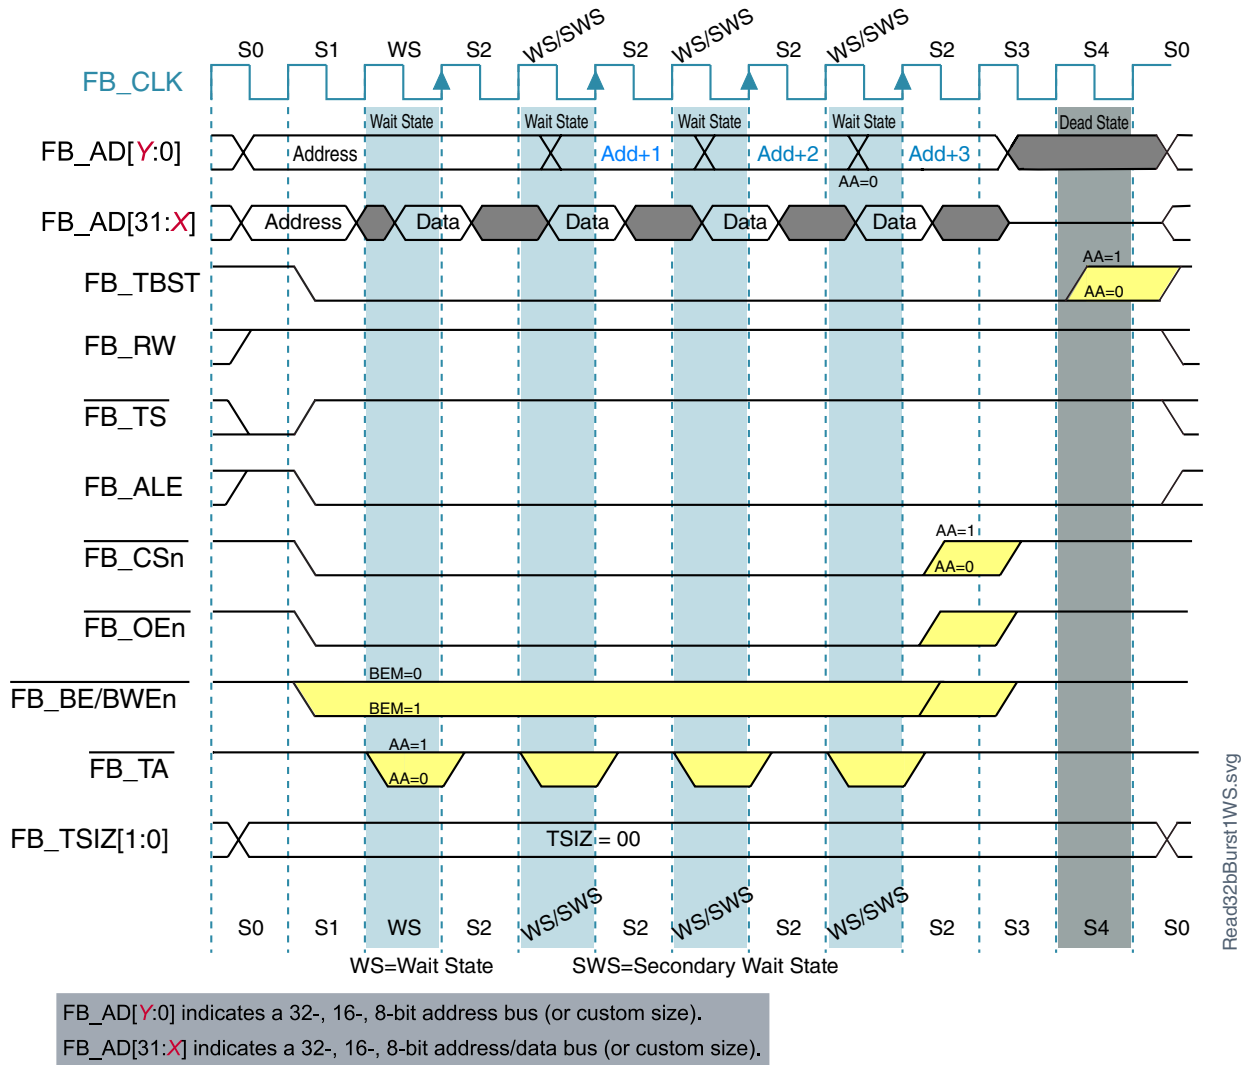 S0 S1 WS S2 WS/SWS S2 WS/SWS S2 WS/SWS S2 S3 S4 S0
FB_CLK
Wait State Wait State Wait State Wait State Dead State
FB_AD[Y:0] Address Add+1 Add+2 Add+3
AA=0
FB_AD[31:X] Address Data Data Data Data
AA=1
FB_TBST AA=0
FB_RW
FB_TS
FB_ALE
AA=1
FB_CSn AA=0
FB_OEn
BEM=0
FB_BE/BWEn
BEM=1
AA=1
FB_TA
AA=0
FB_TSIZ[1:0] TSIZ = 00
S0 S1 WS S2 WS/SWS S2 WS/SWS S2 WS/SWS S2 S3 S4 S0
WS=Wait State SWS=Secondary Wait State
FB_AD[Y:0] indicates a 32-, 16-, 8-bit address bus (or custom size).
FB_AD[31:X] indicates a 32-, 16-, 8-bit address/data bus (or custom size).
Read32bBurst1WS.svg